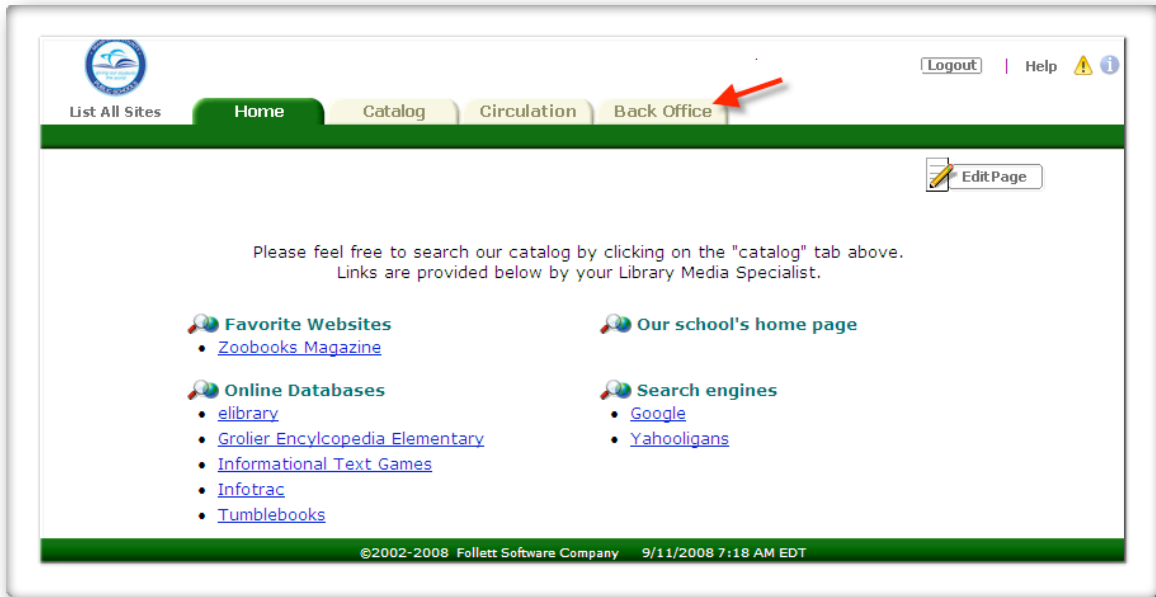 Logout | Help
List All Sites Home Catalog Circulation Back Office
EditPage
Please feel free to search our catalog by clicking on the "catalog" tab above.
Links are provided below by your Library Media Specialist.
Favorite Websites
• Zoobooks Magazine
Our school's home page
Online Databases
• elibrary
• Grolier Encylcopedia Elementary
• Informational Text Games
• Infotrac
• Tumblebooks
Search engines
• Google
• Yahooligans
©2002-2008 Follett Software Company 9/11/2008 7:18 AM EDT